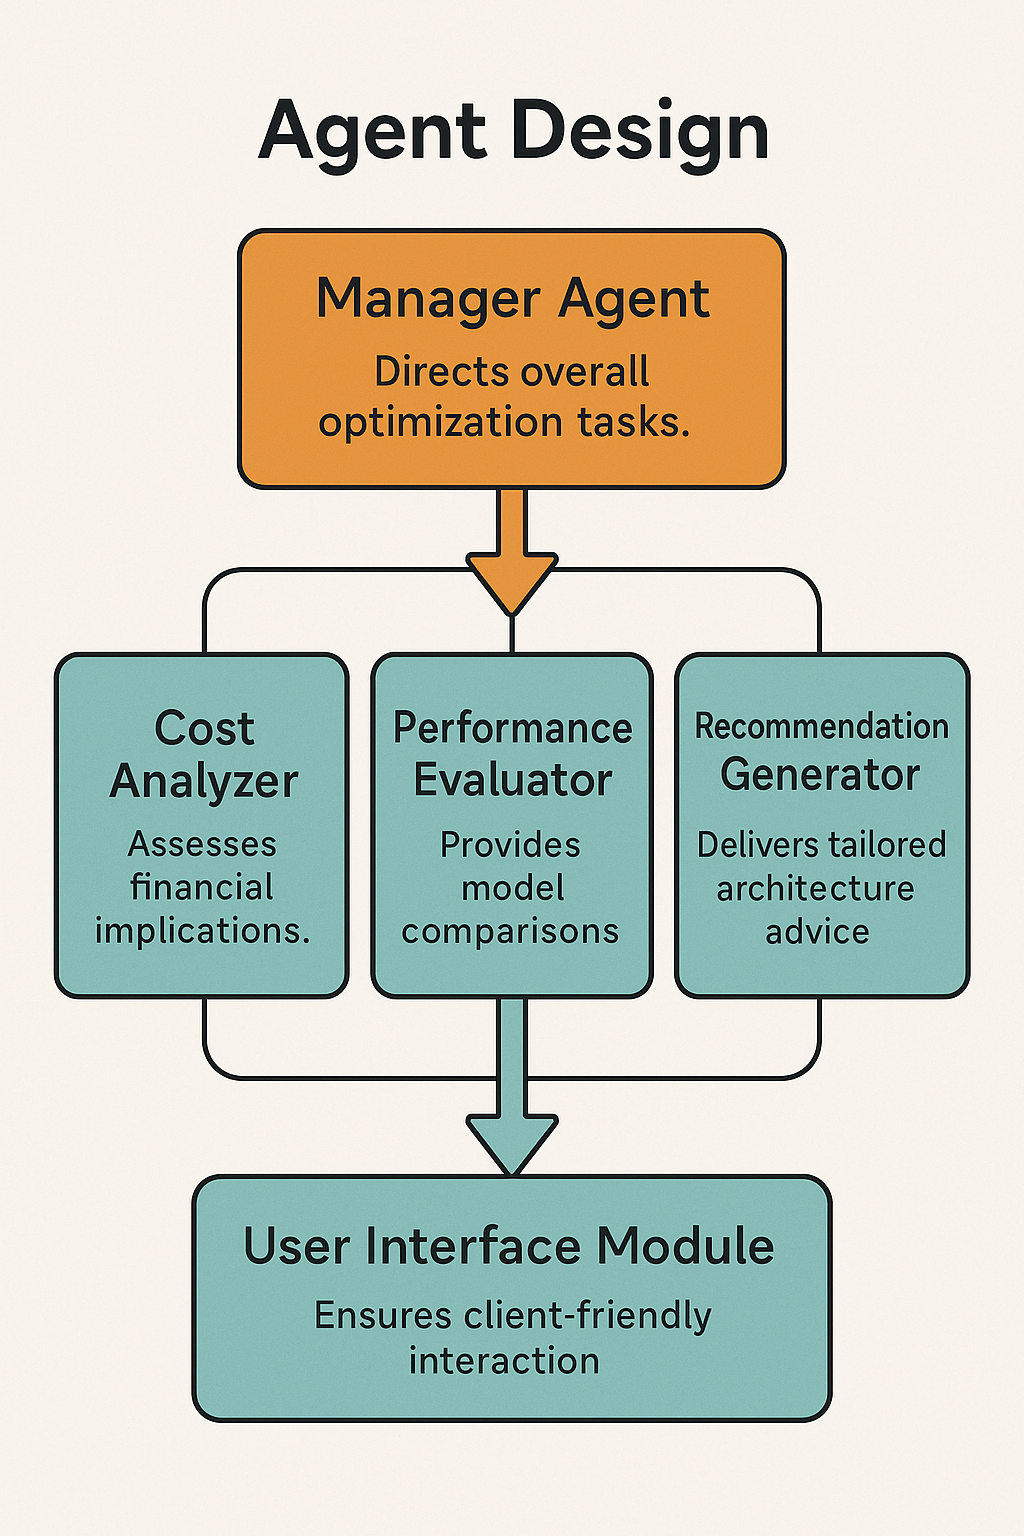 Agent Design
Manager Agent
Directs overall
optimization tasks.
Cost
Analyzer
Assesses
financial
implications.
Performance
Evaluator
Provides
model
comparisons
Recommendation
Generator
Delivers tailored
architecture
advice
User Interface Module
Ensures client-friendly
interaction